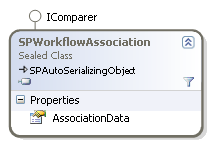 IComparer
SPWorkflowAssociation
Sealed Class
SPAutoSerializingObject
Properties
AssociationData